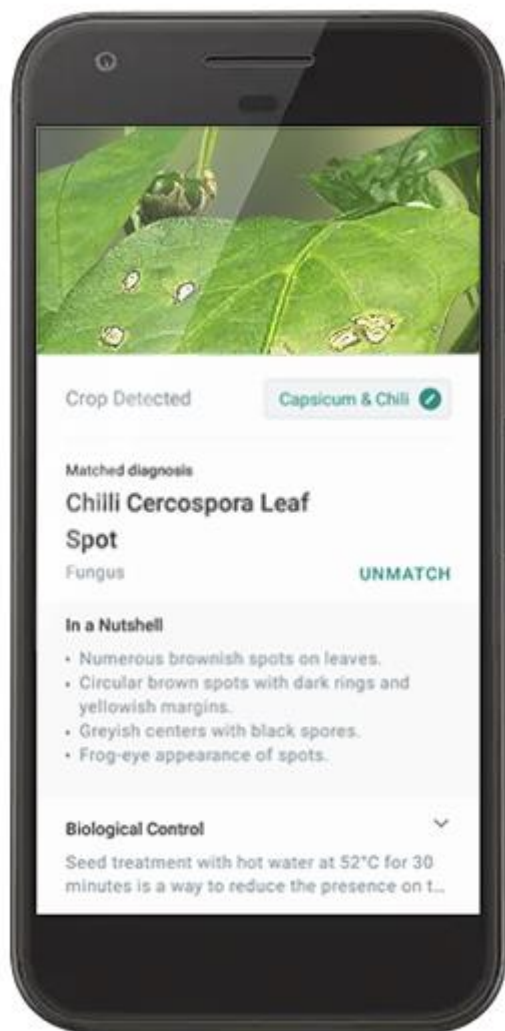 Crop Detected
Capsicum & Chili
Matched diagnosis
Chilli Cercospora Leaf
Spot
Fungus
UNMATCH
In a Nutshell
• Numerous brownish spots on leaves.
• Circular brown spots with dark rings and
yellowish margins.
• Greyish centers with black spores.
• Frog-eye appearance of spots.
Biological Control
Seed treatment with hot water at 52°C for 30
minutes is a way to reduce the presence on t...